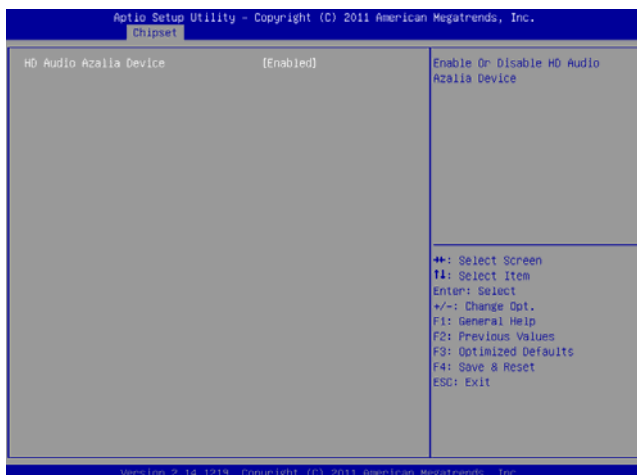 Aptio Setup Utility - Copyright (C) 2011 American Megatrends, Inc.
Chipset
HD Audio Azalia Device [Enabled]
Enable Or Disable HD Audio
Azalia Device
→←: Select Screen
↑↓: Select Item
Enter: Select
+/-: Change Opt.
F1: General Help
F2: Previous Values
F3: Optimized Defaults
F4: Save & Reset
ESC: Exit
Version 2.14.1219. Copyright (C) 2011 American Megatrends, Inc.